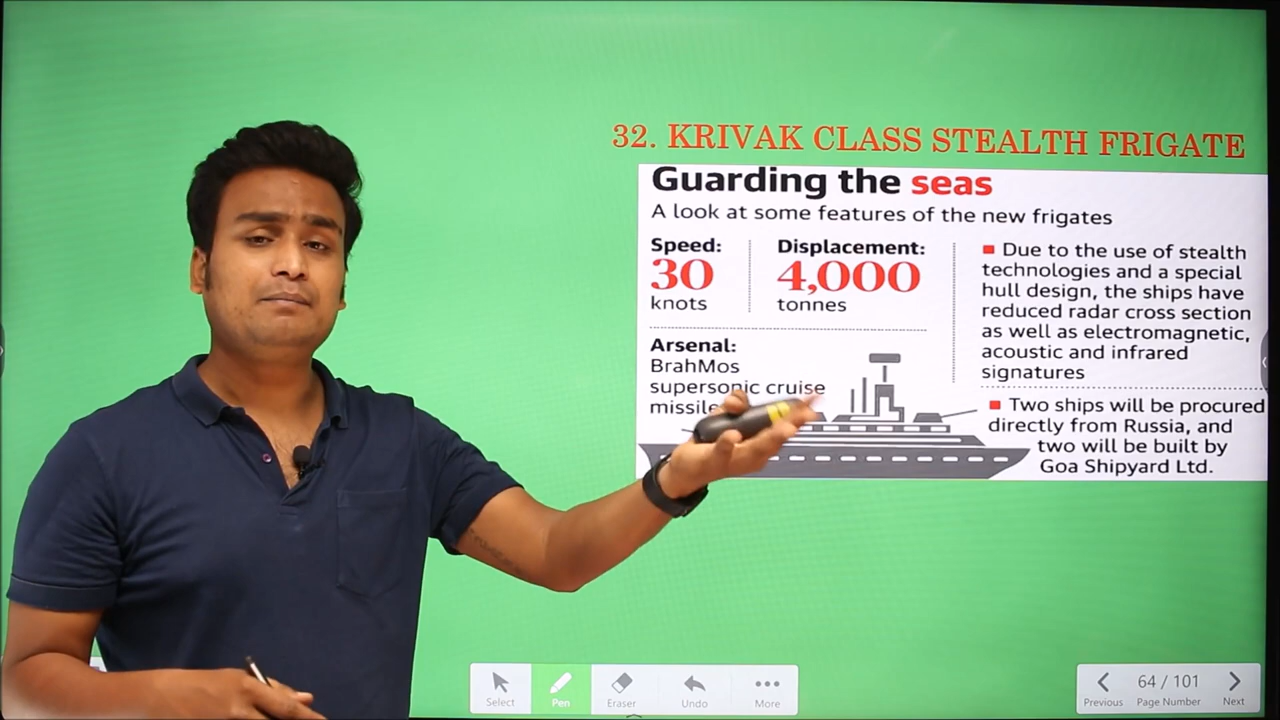 32. KRIVAK CLASS STEALTH FRIGATE
Guarding the seas
A look at some features of the new frigates
Speed:
30
knots
Displacement:
4,000
tonnes
Arsenal:
BrahMos
supersonic cruise
missile
■ Due to the use of stealth
technologies and a special
hull design, the ships have
reduced radar cross section
as well as electromagnetic,
acoustic and infrared
signatures
■ Two ships will be procured
directly from Russia, and
two will be built by
Goa Shipyard Ltd.
Select
Pen
Eraser
Undo
More
Previous
64 / 101
Page Number
Next